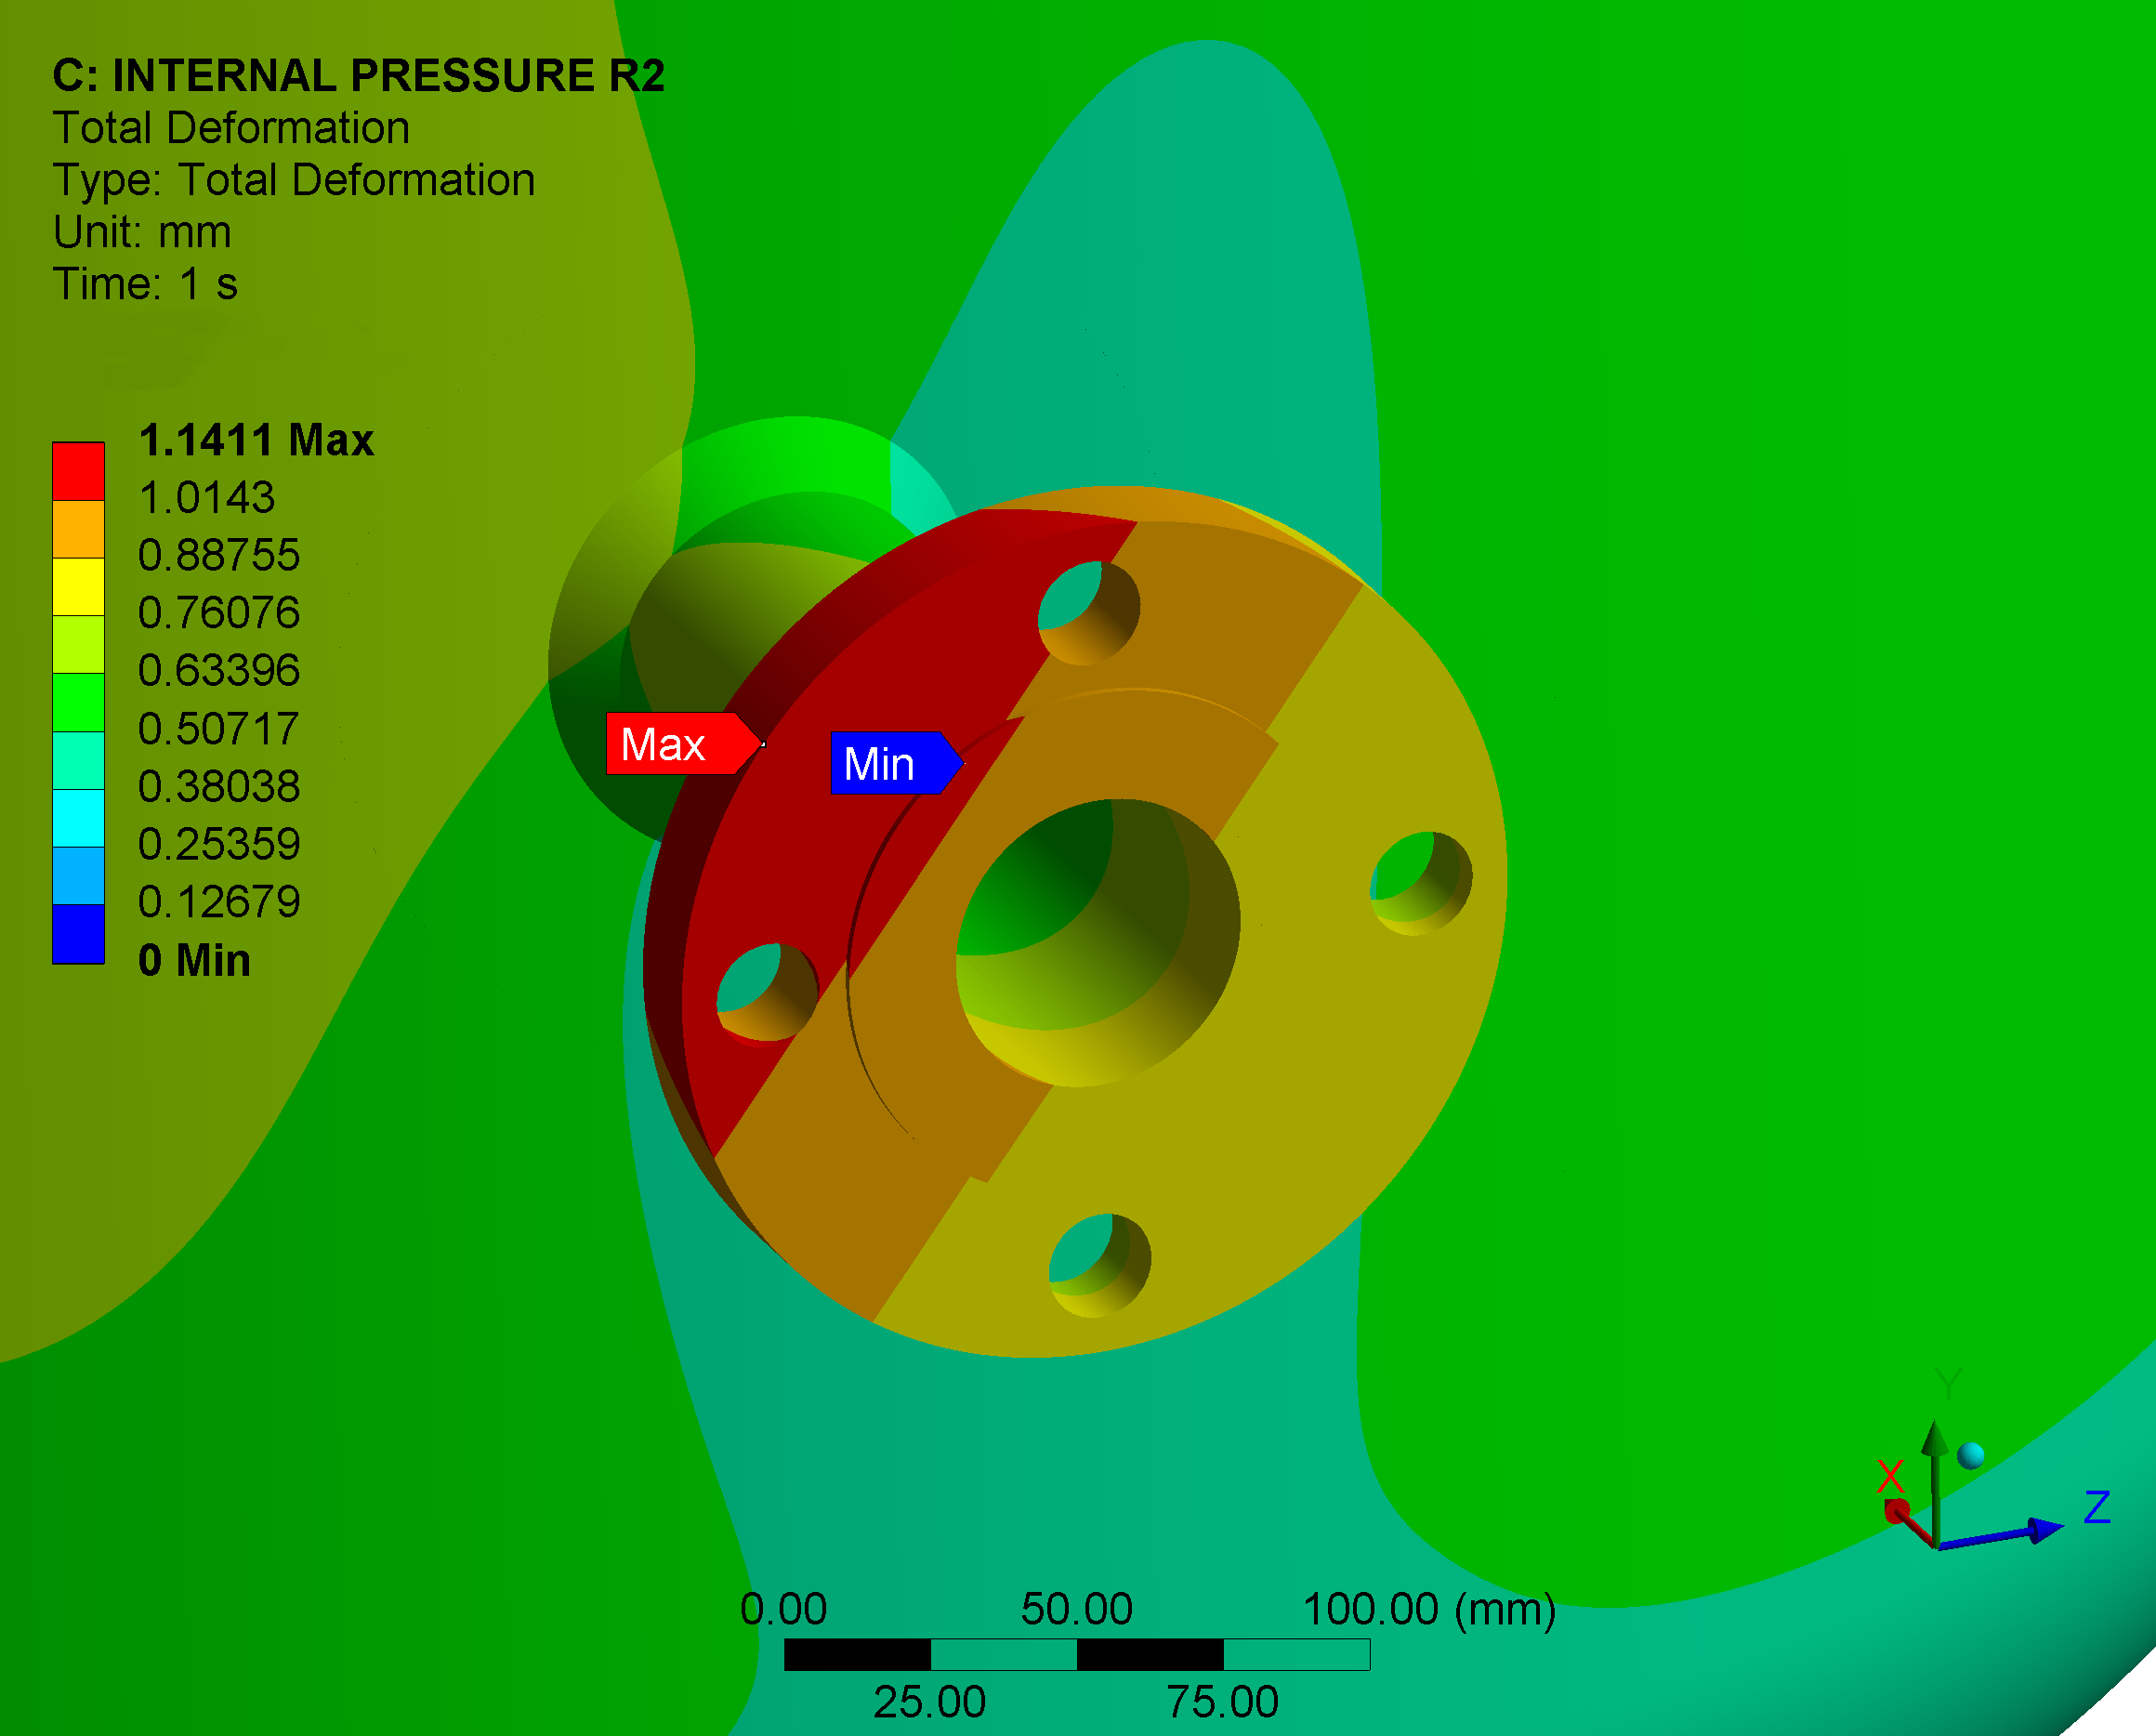 C: INTERNAL PRESSURE R2
Total Deformation
Type: Total Deformation
Unit: mm
Time: 1 s
1.1411 Max
1.0143
0.88755
0.76076
0.63396
0.50717
0.38038
0.25359
0.12679
0 Min
Max
Min
Y
X
Z
0.00 50.00 100.00 (mm)
25.00 75.00